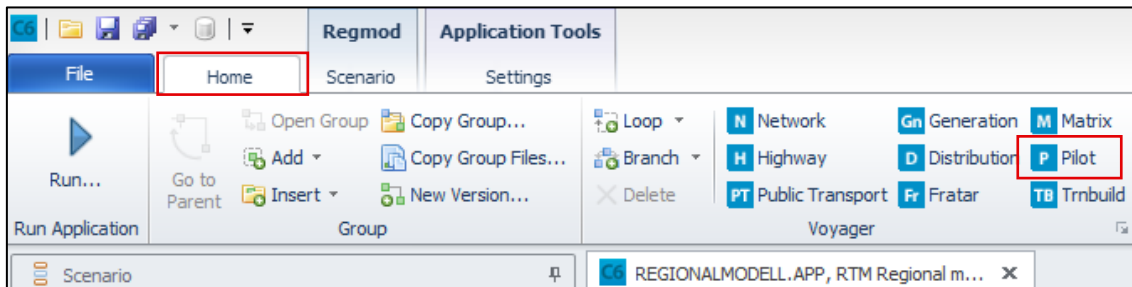 C6 Regmod Application Tools
File Home Scenario Settings
Open Group Copy Group... Loop N Network Gn Generation M Matrix
Add Copy Group Files... Branch H Highway D Distribution P Pilot
Run... Go to Parent Insert New Version... Delete PT Public Transport Fr Fratar TB Trnbuild
Run Application Group Voyager
Scenario C6 REGIONALMODELL.APP, RTM Regional m...